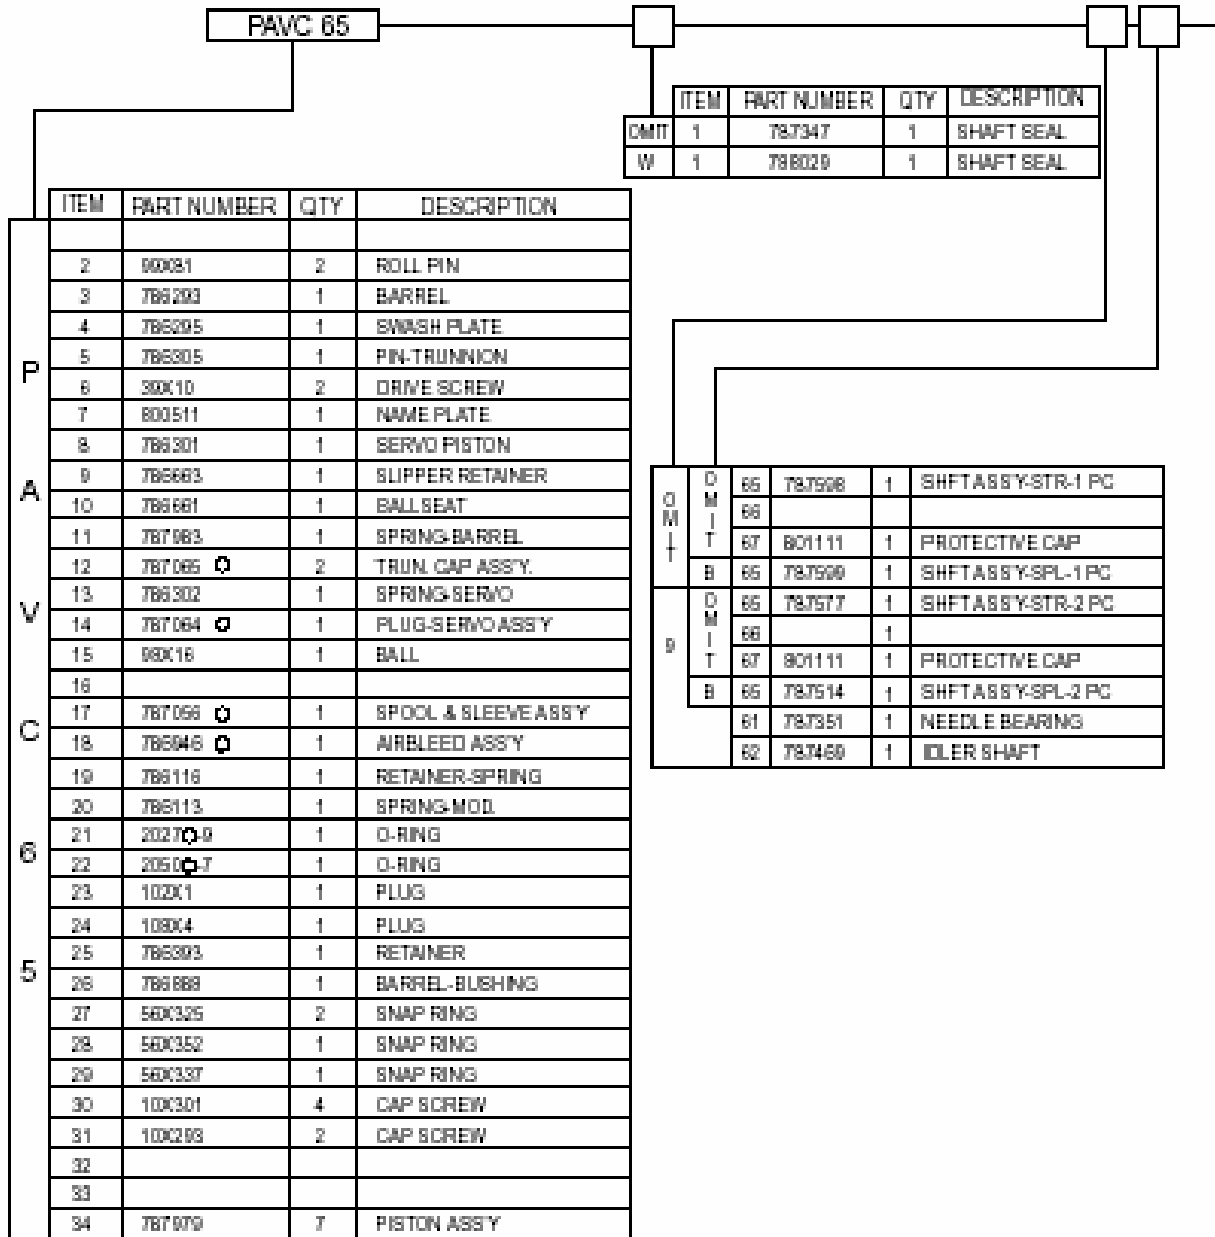 PAVC 65
ITEM PART NUMBER QTY DESCRIPTION
OMIT 1 787347 1 SHAFT SEAL
W 1 798029 1 SHAFT SEAL
PAVC 65
ITEM PART NUMBER QTY DESCRIPTION
2 2 ROLL PIN
3 786293 1 BARREL
4 786295 1 SWASH PLATE
5 786305 1 PIN-TRUNNION
6 39X10 2 DRIVE SCREW
7 800511 1 NAME PLATE
8 786301 1 SERVO PISTON
9 1 SLIPPER RETAINER
10 786661 1 BALL SEAT
11 787983 1 SPRING-BARREL
12 787065 2 TRUN. CAP ASS'Y.
13 786302 1 SPRING-SERVO
14 787064 1 PLUG-SERVO ASS'Y
15 1 BALL
16
17 787056 1 SPOOL & SLEEVE ASS'Y
18 786946 1 AIRBLEED ASS'Y
19 786116 1 RETAINER-SPRING
20 786113 1 SPRING-MOD.
21 20270-9 1 O-RING
22 20500-7 1 O-RING
23 102X1 1 PLUG
24 1 PLUG
25 786393 1 RETAINER
26 1 BARREL-BUSHING
27 56X325 2 SNAP RING
28 56X352 1 SNAP RING
29 56X337 1 SNAP RING
30 10X301 4 CAP SCREW
31 10X293 2 CAP SCREW
32
33
34 787979 7 PISTON ASS'Y
OMIT OMIT 65 787598 1 SHFT ASS'Y-STR-1 PC
66
67 801111 1 PROTECTIVE CAP
B 65 787599 1 SHFT ASS'Y-SPL-1 PC
9 OMIT 65 787577 1 SHFT ASS'Y-STR-2 PC
66 1
67 801111 1 PROTECTIVE CAP
B 65 787514 1 SHFT ASS'Y-SPL-2 PC
61 787351 1 NEEDLE BEARING
62 787469 1 IDLER SHAFT